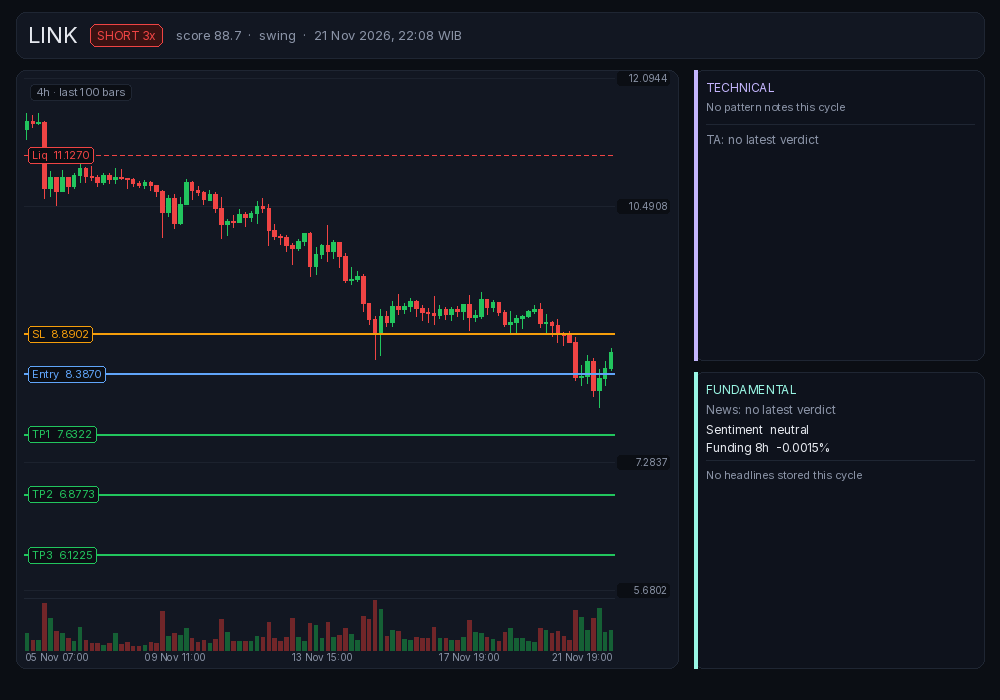 LINK SHORT 3x score 88.7 · swing · 21 Nov 2026, 22:08 WIB
4h · last 100 bars
12.0944
Liq 11.1270
10.4908
SL 8.8902
Entry 8.3870
TP1 7.6322
7.2837
TP2 6.8773
TP3 6.1225
5.6802
05 Nov 07:00 09 Nov 11:00 13 Nov 15:00 17 Nov 19:00 21 Nov 19:00
TECHNICAL
No pattern notes this cycle
TA: no latest verdict
FUNDAMENTAL
News: no latest verdict
Sentiment neutral
Funding 8h -0.0015%
No headlines stored this cycle